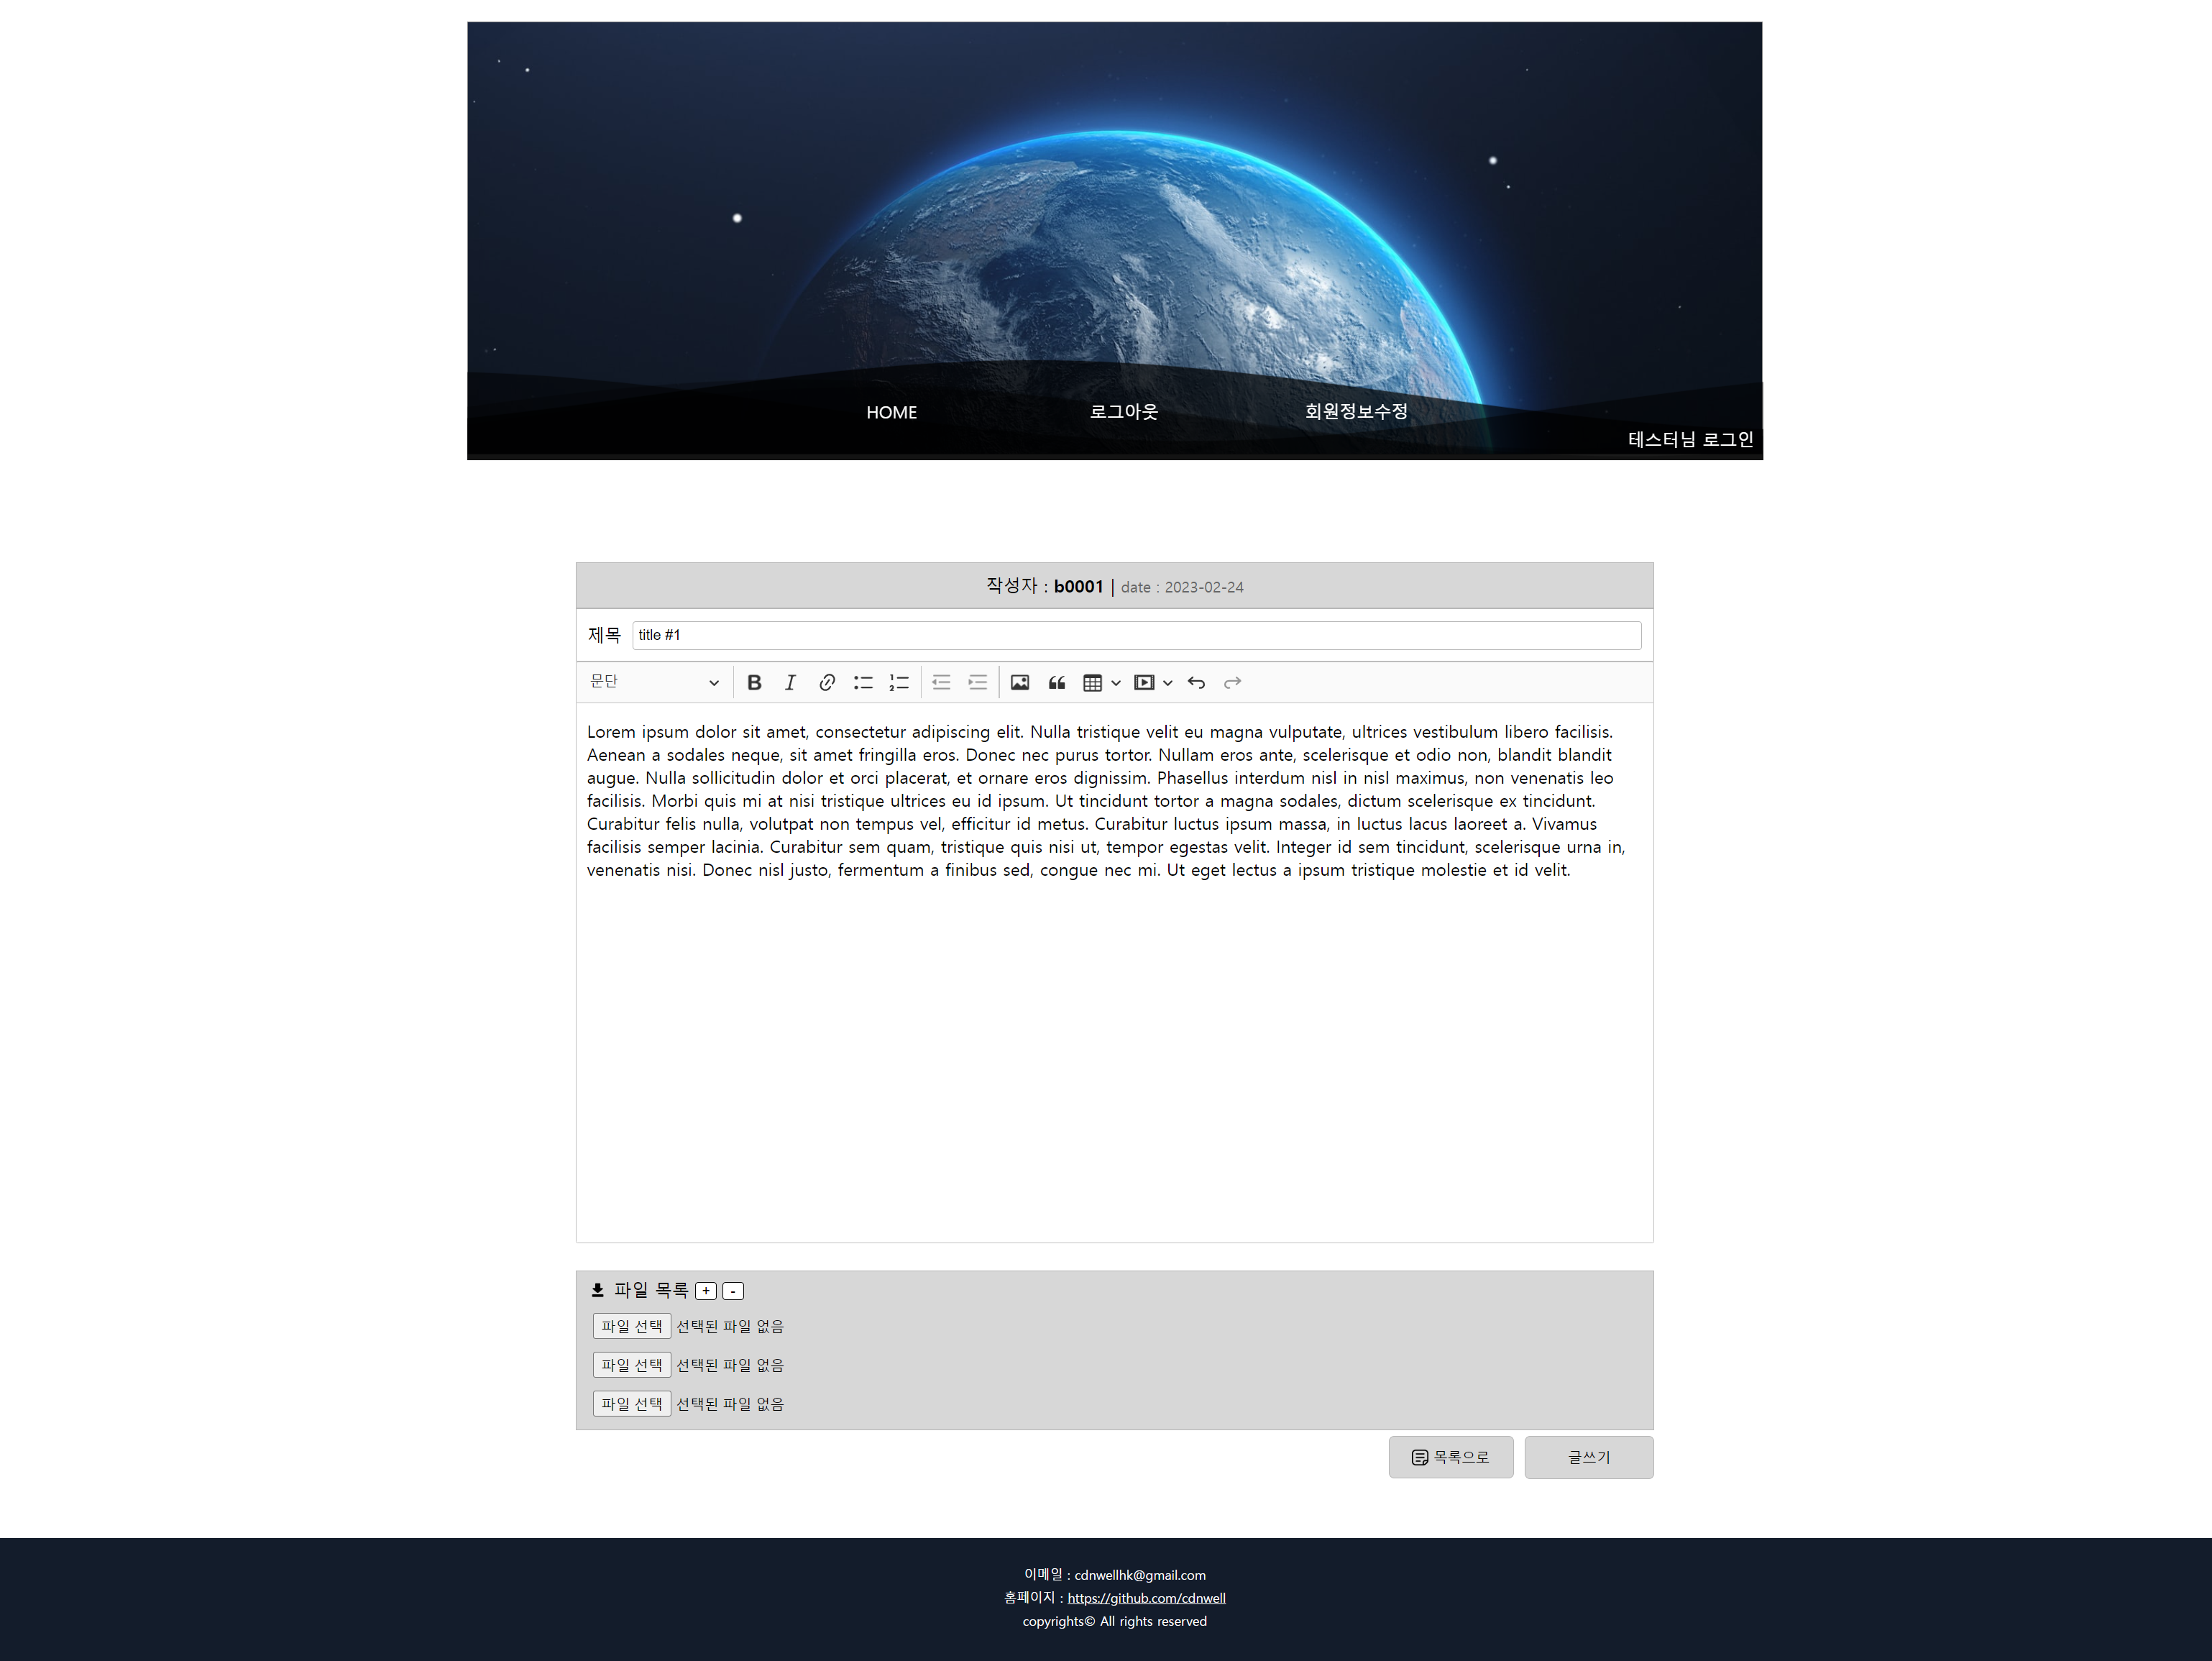 HOME 로그아웃 회원정보수정
테스터님 로그인
작성자 : b0001 | date : 2023-02-24
제목 title #1
문단
Lorem ipsum dolor sit amet, consectetur adipiscing elit. Nulla tristique velit eu magna vulputate, ultrices vestibulum libero facilisis.
Aenean a sodales neque, sit amet fringilla eros. Donec nec purus tortor. Nullam eros ante, scelerisque et odio non, blandit blandit
augue. Nulla sollicitudin dolor et orci placerat, et ornare eros dignissim. Phasellus interdum nisl in nisl maximus, non venenatis leo
facilisis. Morbi quis mi at nisi tristique ultrices eu id ipsum. Ut tincidunt tortor a magna sodales, dictum scelerisque ex tincidunt.
Curabitur felis nulla, volutpat non tempus vel, efficitur id metus. Curabitur luctus ipsum massa, in luctus lacus laoreet a. Vivamus
facilisis semper lacinia. Curabitur sem quam, tristique quis nisi ut, tempor egestas velit. Integer id sem tincidunt, scelerisque urna in,
venenatis nisi. Donec nisl justo, fermentum a finibus sed, congue nec mi. Ut eget lectus a ipsum tristique molestie et id velit.
파일 목록 + -
파일 선택 선택된 파일 없음
파일 선택 선택된 파일 없음
파일 선택 선택된 파일 없음
목록으로 글쓰기
이메일 : cdnwellhk@gmail.com
홈페이지 : https://github.com/cdnwell
copyrights© All rights reserved